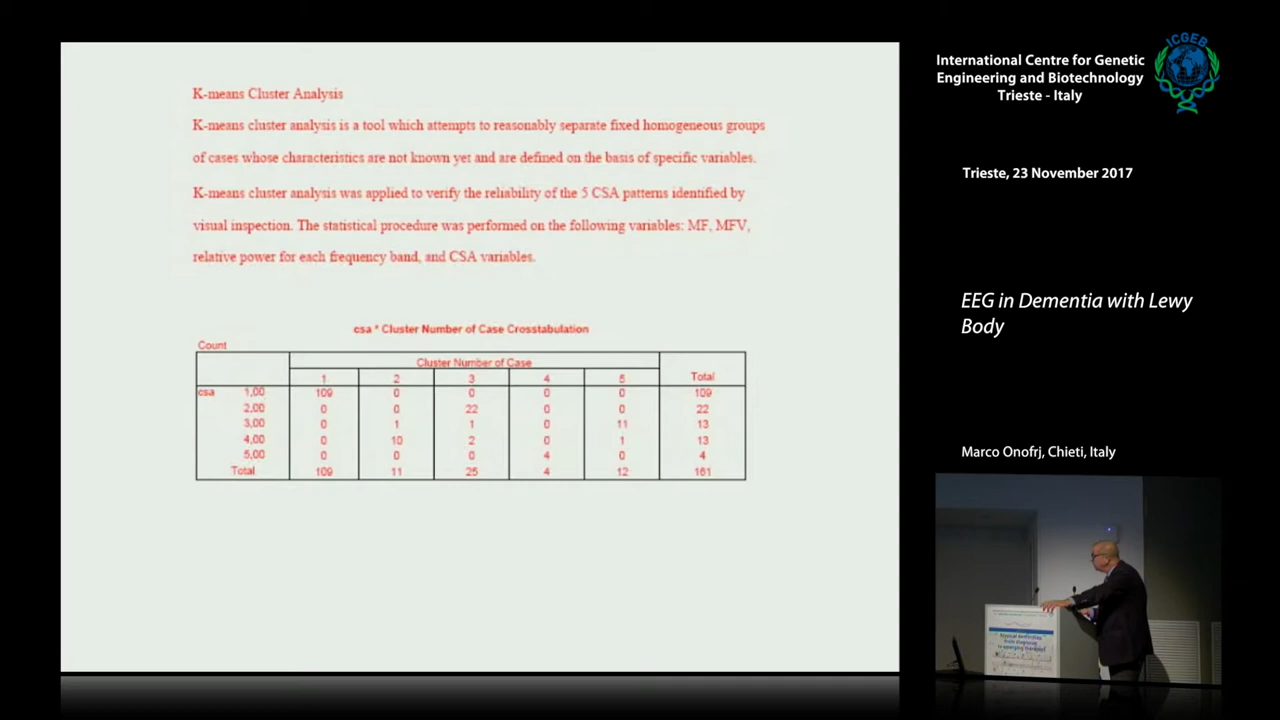 K-means Cluster Analysis
K-means cluster analysis is a tool which attempts to reasonably separate fixed homogeneous groups
of cases whose characteristics are not known yet and are defined on the basis of specific variables.
K-means cluster analysis was applied to verify the reliability of the 5 CSA patterns identified by
visual inspection. The statistical procedure was performed on the following variables: MF, MFV,
relative power for each frequency band, and CSA variables.
csa * Cluster Number of Case Crosstabulation
Count
Cluster Number of Case
1 2 3 4 5 Total
csa 1,00 109 0 0 0 0 109
2,00 0 0 22 0 0 22
3,00 0 1 1 0 11 13
4,00 0 10 2 0 1 13
5,00 0 0 0 4 0 4
Total 109 11 25 4 12 161
International Centre for Genetic
Engineering and Biotechnology
Trieste - Italy
ICGEB
Trieste, 23 November 2017
EEG in Dementia with Lewy
Body
Marco Onofrj, Chieti, Italy
Atypical dementias
from diagnosis
to emerging therapies